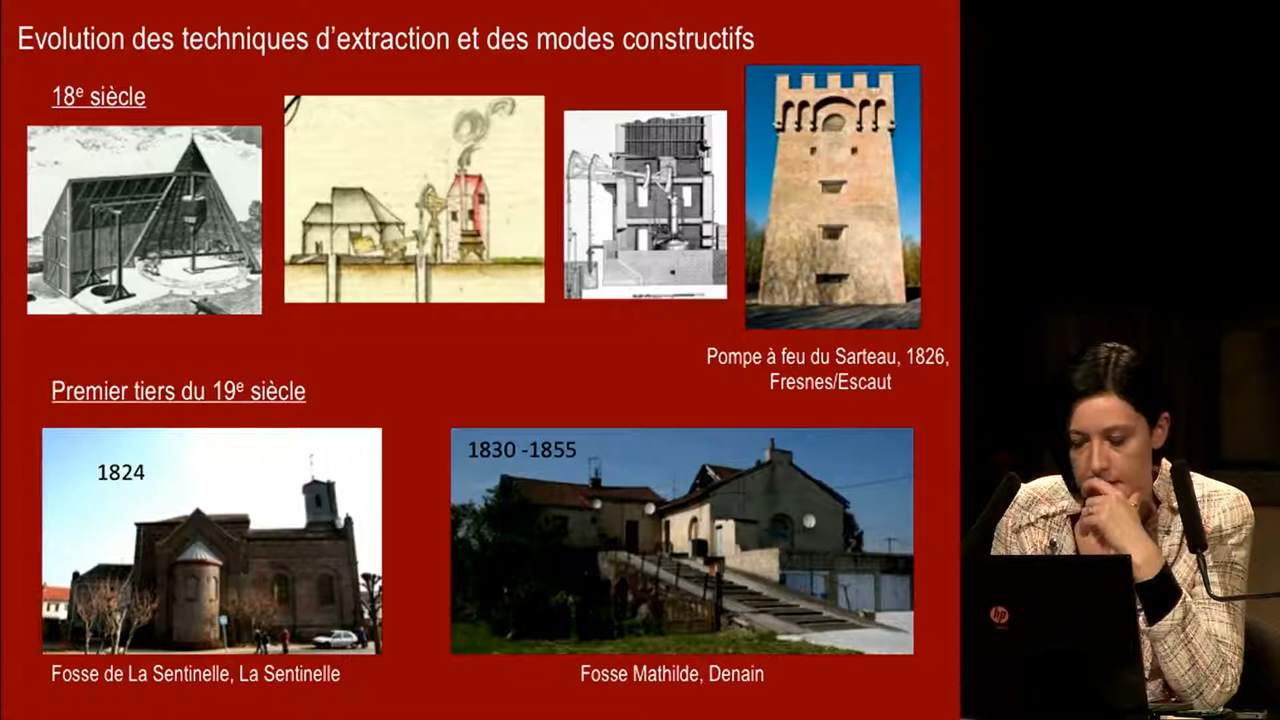 Evolution des techniques d’extraction et des modes constructifs
18e siècle
Pompe à feu du Sarteau, 1826,
Fresnes/Escaut
Premier tiers du 19e siècle
1824
1830 -1855
Fosse de La Sentinelle, La Sentinelle
Fosse Mathilde, Denain
hp